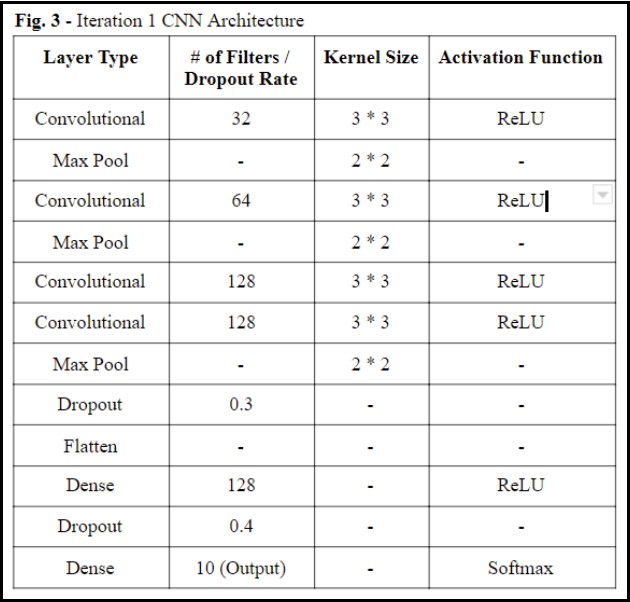 Fig. 3 - Iteration 1 CNN Architecture
Layer Type # of Filters / Dropout Rate Kernel Size Activation Function
Convolutional 32 3 * 3 ReLU
Max Pool - 2 * 2 -
Convolutional 64 3 * 3 ReLU
Max Pool - 2 * 2 -
Convolutional 128 3 * 3 ReLU
Convolutional 128 3 * 3 ReLU
Max Pool - 2 * 2 -
Dropout 0.3 - -
Flatten - - -
Dense 128 - ReLU
Dropout 0.4 - -
Dense 10 (Output) - Softmax